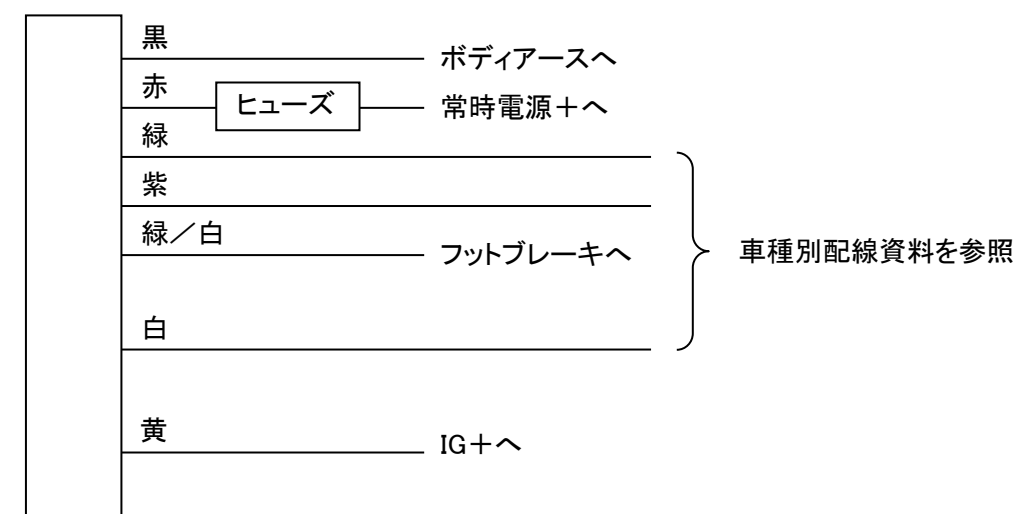 黒
ボディアースへ
赤
ヒューズ
常時電源＋へ
緑
紫
緑／白
フットブレーキへ
車種別配線資料を参照
白
黄
IG＋へ